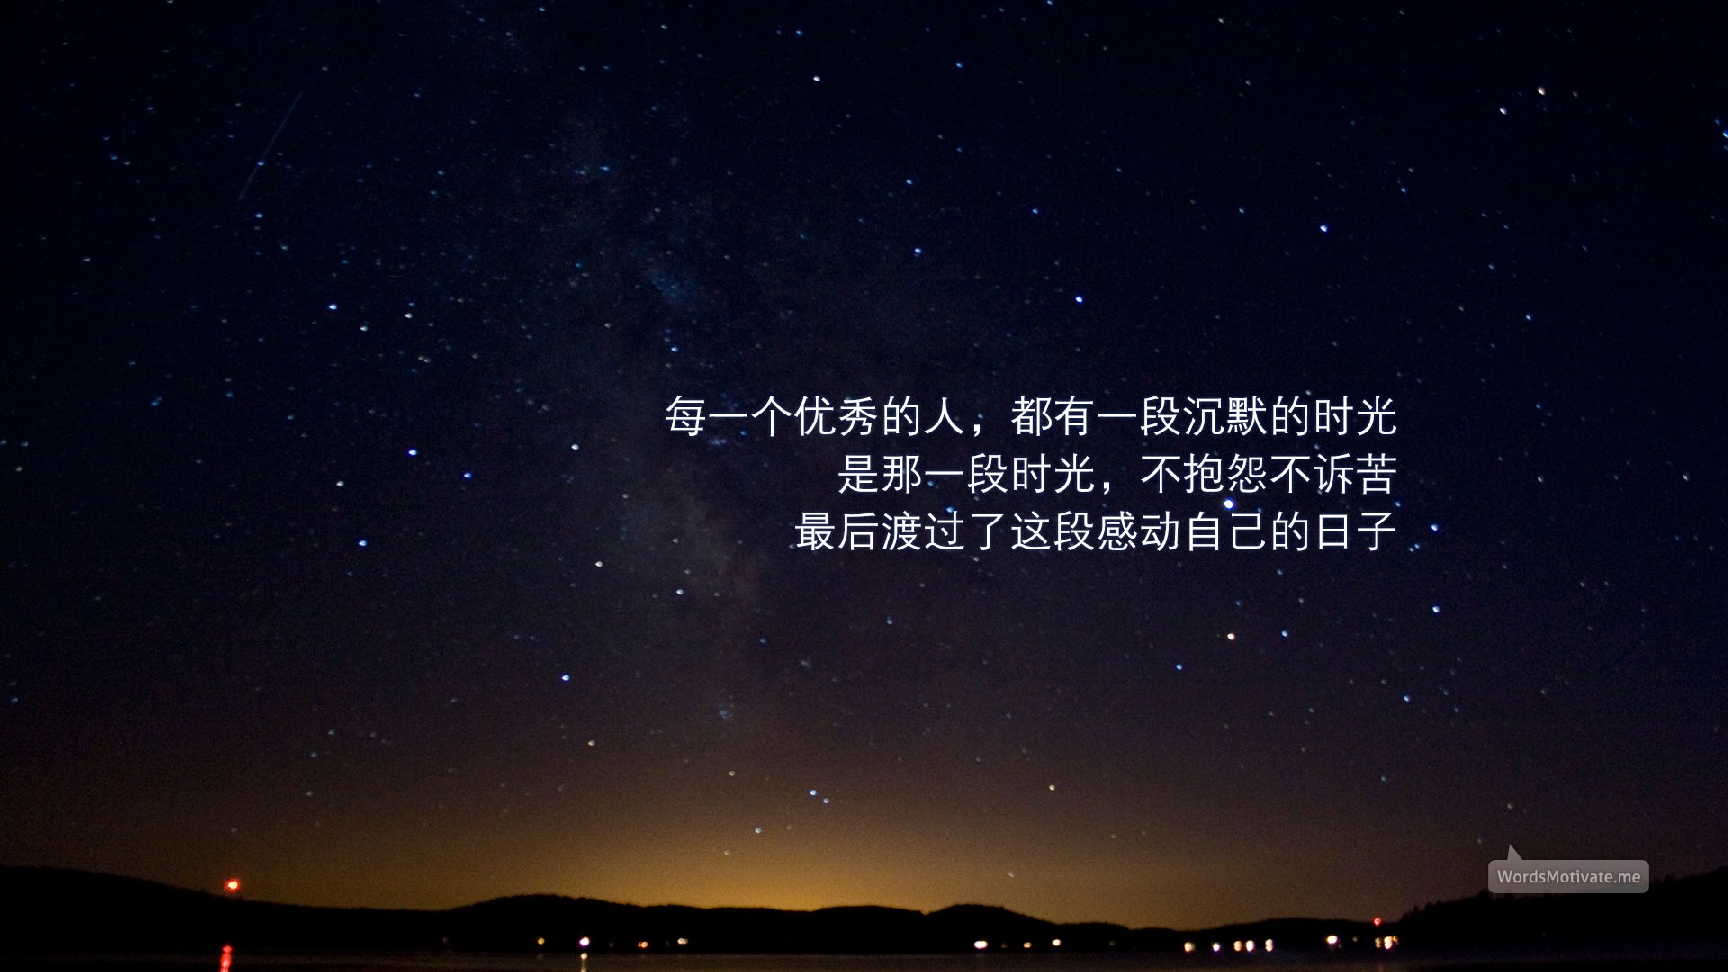 每一个优秀的人，都有一段沉默的时光
是那一段时光，不抱怨不诉苦
最后渡过了这段感动自己的日子
WordsMotivate.me